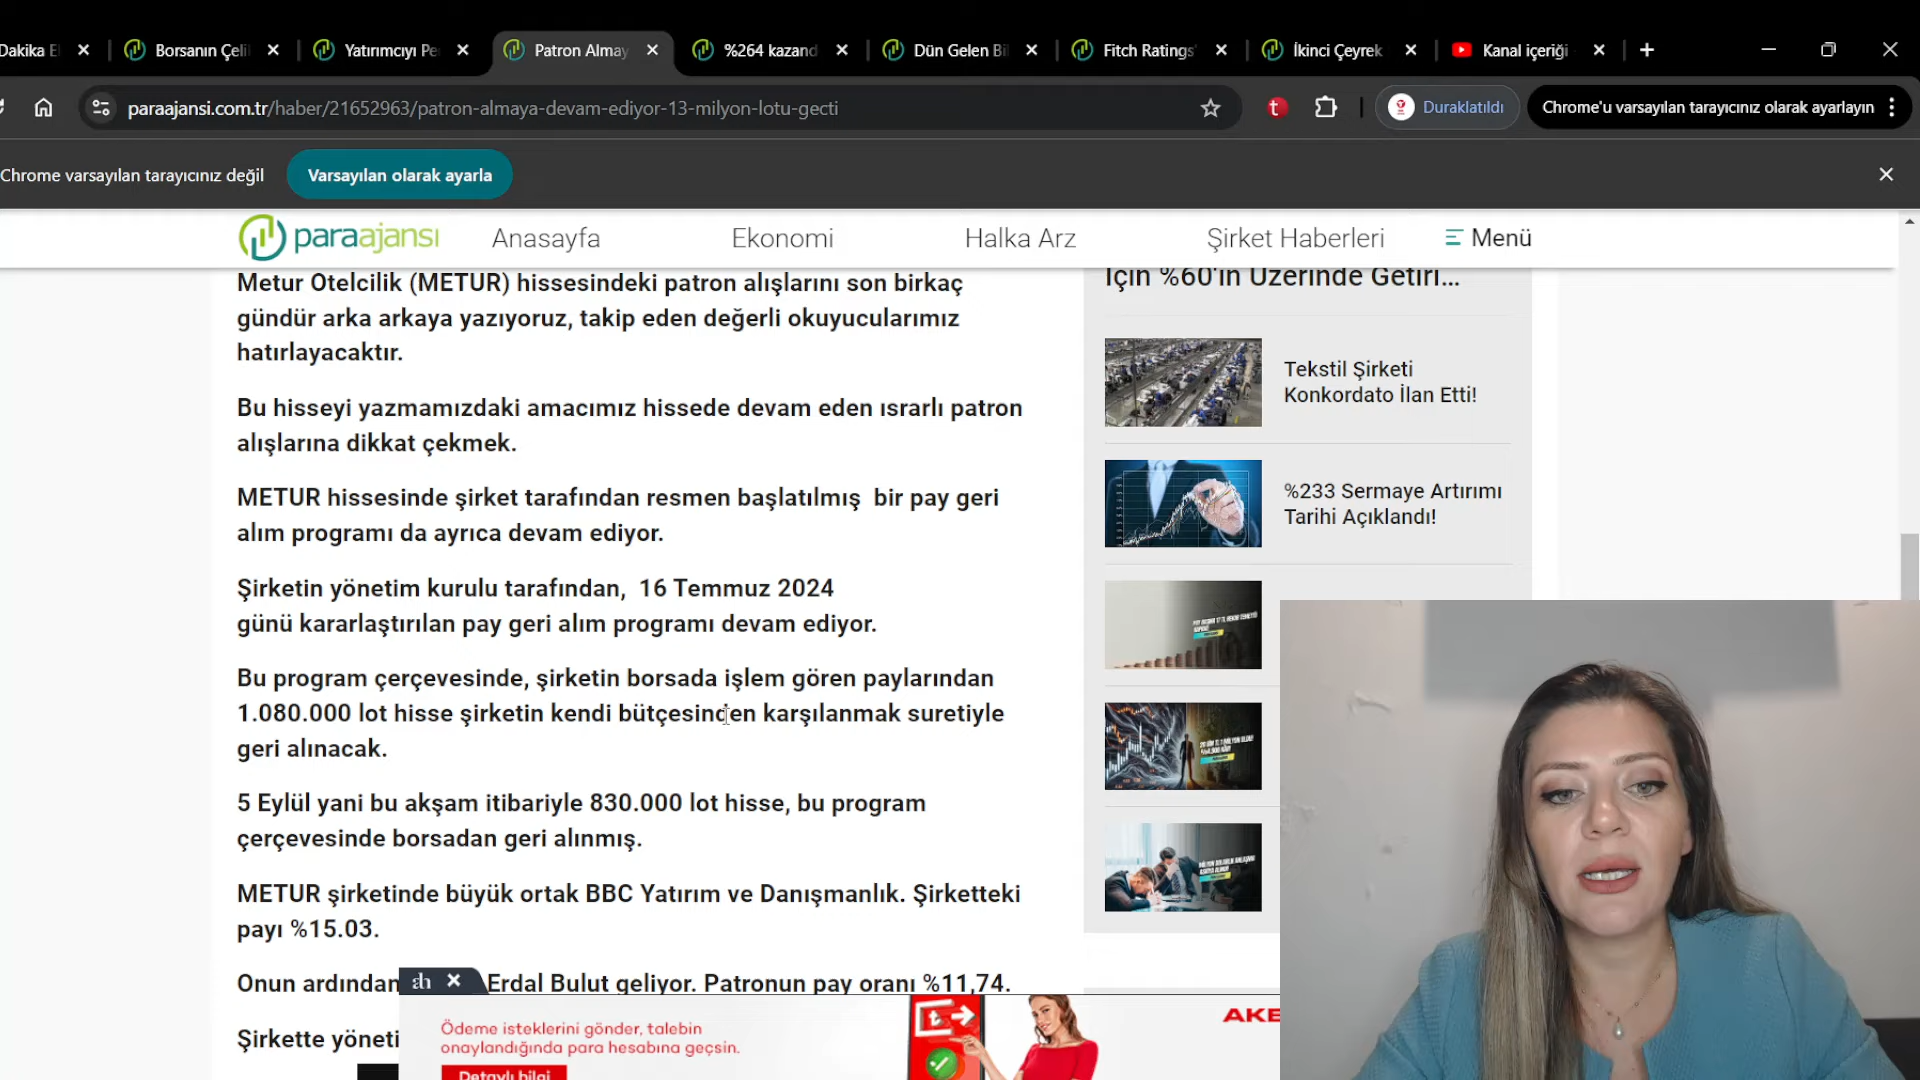 Dakika E
Borsanın Çeli
Yatırımcıyı Pe
Patron Almay
%264 kazand
Dün Gelen Bi
Fitch Ratings'
İkinci Çeyrek
Kanal içeriği
paraajansi.com.tr/haber/21652963/patron-almaya-devam-ediyor-13-milyon-lotu-gecti
Duraklatıldı
Chrome'u varsayılan tarayıcınız olarak ayarlayın
Chrome varsayılan tarayıcınız değil
Varsayılan olarak ayarla
paraajansı
Anasayfa
Ekonomi
Halka Arz
Şirket Haberleri
Menü
Metur Otelcilik (METUR) hissesindeki patron alışlarını son birkaç
gündür arka arkaya yazıyoruz, takip eden değerli okuyucularımız
hatırlayacaktır.
Bu hisseyi yazmamızdaki amacımız hissede devam eden ısrarlı patron
alışlarına dikkat çekmek.
METUR hissesinde şirket tarafından resmen başlatılmış bir pay geri
alım programı da ayrıca devam ediyor.
Şirketin yönetim kurulu tarafından, 16 Temmuz 2024
günü kararlaştırılan pay geri alım programı devam ediyor.
Bu program çerçevesinde, şirketin borsada işlem gören paylarından
1.080.000 lot hisse şirketin kendi bütçesinden karşılanmak suretiyle
geri alınacak.
5 Eylül yani bu akşam itibariyle 830.000 lot hisse, bu program
çerçevesinde borsadan geri alınmış.
METUR şirketinde büyük ortak BBC Yatırım ve Danışmanlık. Şirketteki
payı %15.03.
Onun ardından Erdal Bulut geliyor. Patronun pay oranı %11,74.
Şirkette yöneti
İçin %60'ın Üzerinde Getiri...
Tekstil Şirketi
Konkordato İlan Etti!
%233 Sermaye Artırımı
Tarihi Açıklandı!
Ödeme isteklerini gönder, talebin
onaylandığında para hesabına geçsin.
Detaylı bilgi
AKB